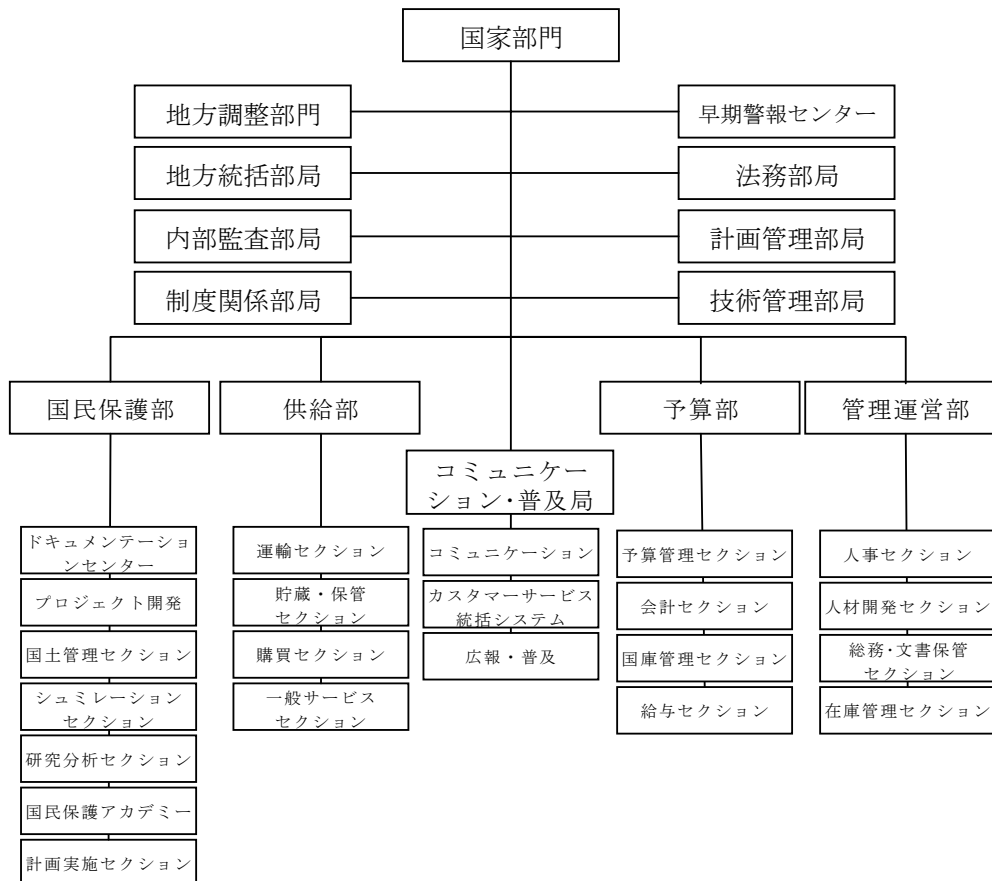 国家部門
地方調整部門
早期警報センター
地方統括部局
法務部局
内部監査部局
計画管理部局
制度関係部局
技術管理部局
国民保護部
供給部
予算部
管理運営部
コミュニケー
ション・普及局
ドキュメンテーショ
ンセンター
プロジェクト開発
国土管理セクション
シュミレーション
セクション
研究分析セクション
国民保護アカデミー
計画実施セクション
運輸セクション
貯蔵・保管
セクション
購買セクション
一般サービス
セクション
コミュニケーション
カスタマーサービス
統括システム
広報・普及
予算管理セクション
会計セクション
国庫管理セクション
給与セクション
人事セクション
人材開発セクション
総務・文書保管
セクション
在庫管理セクション